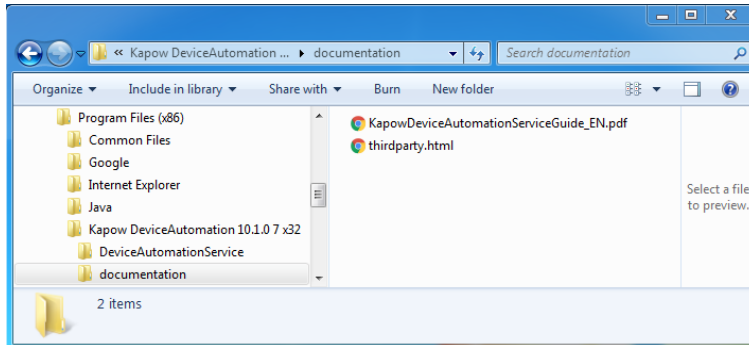 « Kapow DeviceAutomation ... ▸ documentation
Search documentation
Organize ▾ Include in library ▾ Share with ▾ Burn New folder
Program Files (x86)
Common Files
Google
Internet Explorer
Java
Kapow DeviceAutomation 10.1.0 7 x32
DeviceAutomationService
documentation
KapowDeviceAutomationServiceGuide_EN.pdf
thirdparty.html
Select a file
to preview.
2 items